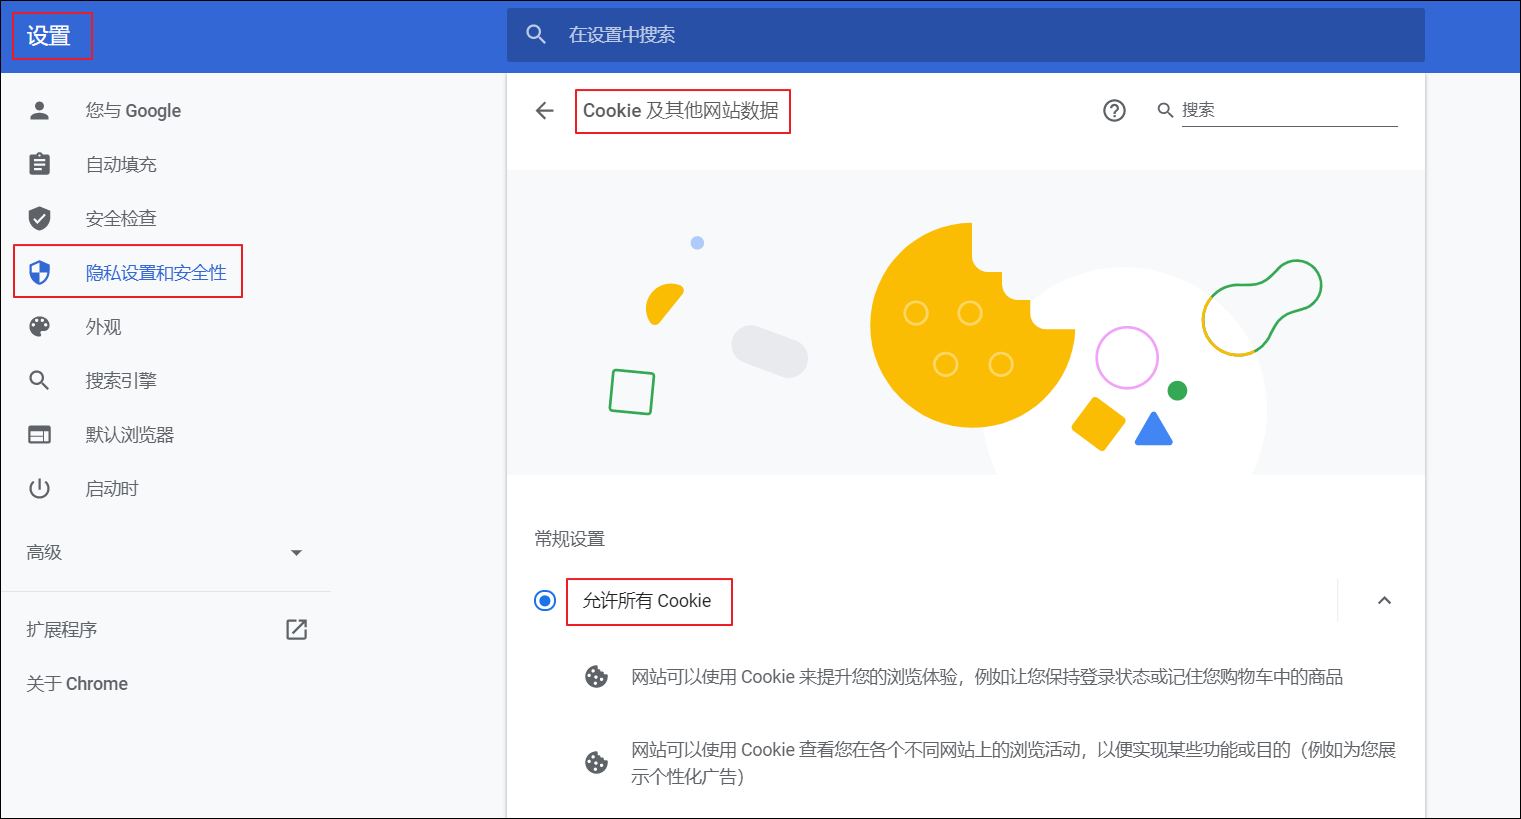 设置
在设置中搜索
您与 Google
自动填充
安全检查
隐私设置和安全性
外观
搜索引擎
默认浏览器
启动时
高级
扩展程序
关于 Chrome
Cookie 及其他网站数据
搜索
常规设置
允许所有 Cookie
网站可以使用 Cookie 来提升您的浏览体验，例如让您保持登录状态或记住您购物车中的商品
网站可以使用 Cookie 查看您在各个不同网站上的浏览活动，以便实现某些功能或目的（例如为您展
示个性化广告）